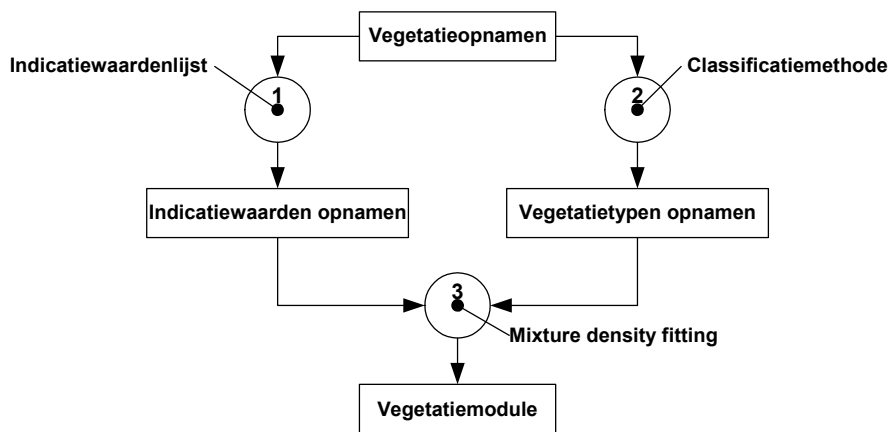 Vegetatieopnamen
Indicatiewaardenlijst
Classificatiemethode
1
2
Indicatiewaarden opnamen
Vegetatietypen opnamen
3
Mixture density fitting
Vegetatiemodule